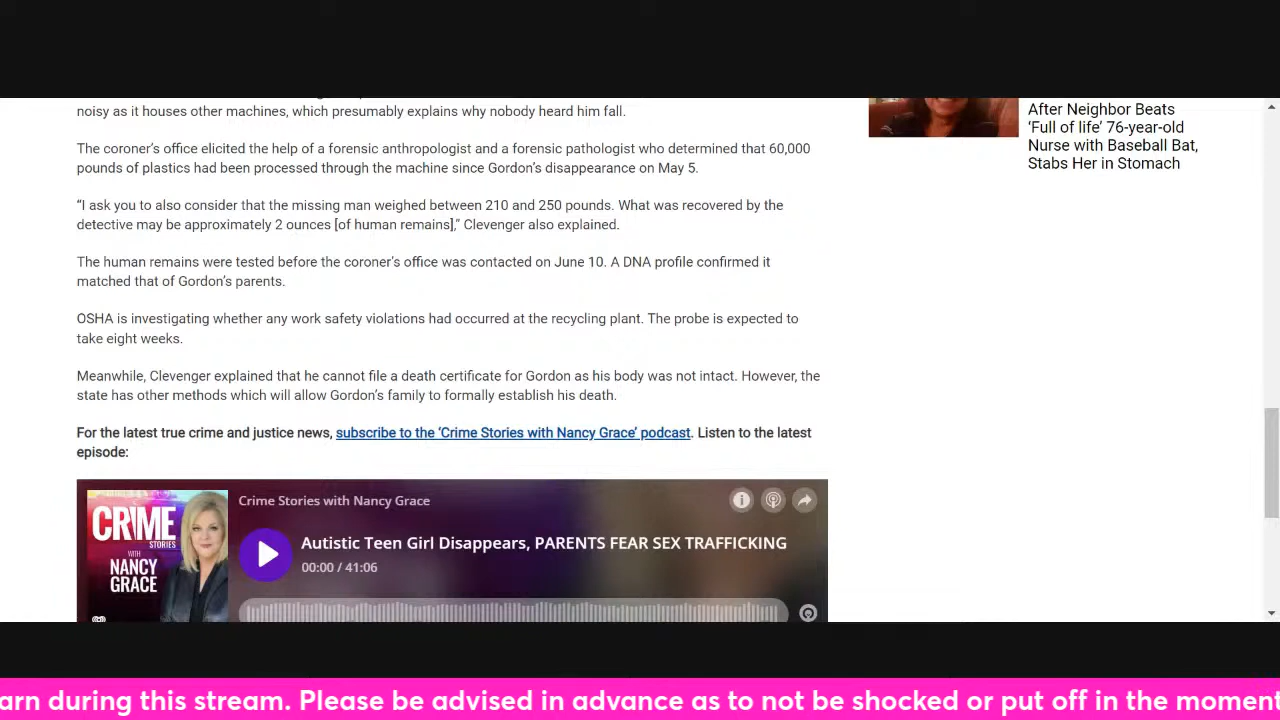 noisy as it houses other machines, which presumably explains why nobody heard him fall.
The coroner’s office elicited the help of a forensic anthropologist and a forensic pathologist who determined that 60,000
pounds of plastics had been processed through the machine since Gordon’s disappearance on May 5.
“I ask you to also consider that the missing man weighed between 210 and 250 pounds. What was recovered by the
detective may be approximately 2 ounces [of human remains],” Clevenger also explained.
The human remains were tested before the coroner’s office was contacted on June 10. A DNA profile confirmed it
matched that of Gordon’s parents.
OSHA is investigating whether any work safety violations had occurred at the recycling plant. The probe is expected to
take eight weeks.
Meanwhile, Clevenger explained that he cannot file a death certificate for Gordon as his body was not intact. However, the
state has other methods which will allow Gordon’s family to formally establish his death.
For the latest true crime and justice news, subscribe to the ‘Crime Stories with Nancy Grace’ podcast. Listen to the latest
episode:
Crime Stories with Nancy Grace
Autistic Teen Girl Disappears, PARENTS FEAR SEX TRAFFICKING
00:00 / 41:06
CRIME
STORIES
WITH
NANCY
GRACE
After Neighbor Beats
‘Full of life’ 76-year-old
Nurse with Baseball Bat,
Stabs Her in Stomach
arn during this stream. Please be advised in advance as to not be shocked or put off in the moment